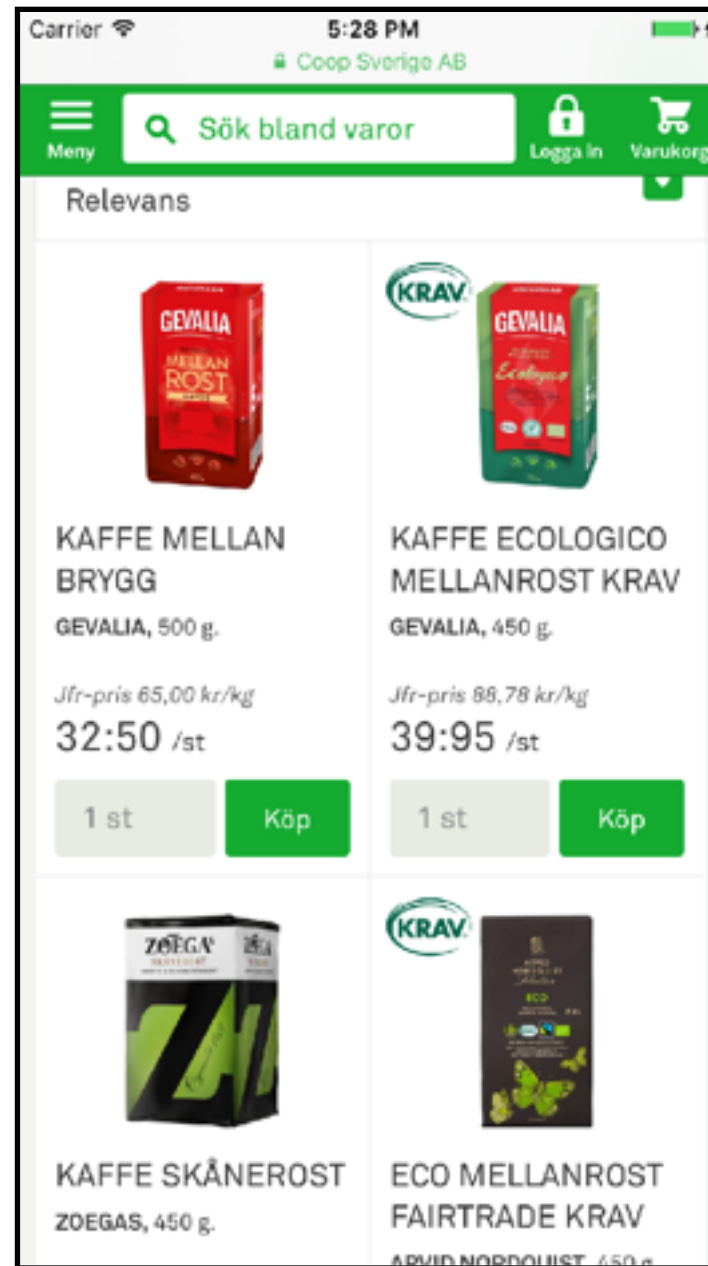 Carrier
5:28 PM
Coop Sverige AB
Meny
Sök bland varor
Logga in
Varukorg
Relevans
GEVALIA
MELLAN
ROST
KRAV
GEVALIA
Ecologico
KAFFE MELLAN
BRYGG
GEVALIA, 500 g.
Jfr-pris 65,00 kr/kg
32:50 /st
1 st
Köp
KAFFE ECOLOGICO
MELLANROST KRAV
GEVALIA, 450 g.
Jfr-pris 88,78 kr/kg
39:95 /st
1 st
Köp
ZOÉGAS
KRAV
ECO
KAFFE SKÅNEROST
ZOEGAS, 450 g.
ECO MELLANROST
FAIRTRADE KRAV
ARVID NORDQUIST, 450 g.